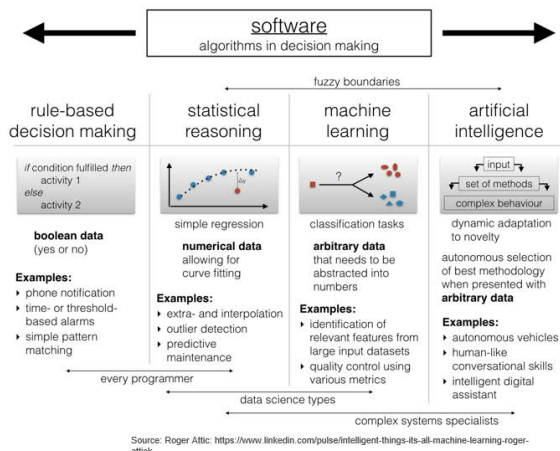 software
algorithms in decision making
fuzzy boundaries
rule-based
decision making
if condition fulfilled then
activity 1
else
activity 2
boolean data
(yes or no)
Examples:
‣ phone notification
‣ time- or threshold-
based alarms
‣ simple pattern
matching
statistical
reasoning
Δy
simple regression
numerical data
allowing for
curve fitting
Examples:
‣ extra- and interpolation
‣ outlier detection
‣ predictive
maintenance
machine
learning
?
classification tasks
arbitrary data
that needs to be
abstracted into
numbers
Examples:
‣ identification of
relevant features from
large input datasets
‣ quality control using
various metrics
artificial
intelligence
input
set of methods
complex behaviour
dynamic adaptation
to novelty
autonomous selection
of best methodology
when presented with
arbitrary data
Examples:
‣ autonomous vehicles
‣ human-like
conversational skills
‣ intelligent digital
assistant
every programmer
data science types
complex systems specialists
Source: Roger Attic: https://www.linkedin.com/pulse/intelligent-things-its-all-machine-learning-roger-